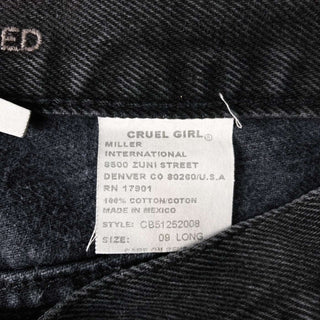 ED
CRUEL GIRL®
MILLER
INTERNATIONAL
8500 ZUNI STREET
DENVER CO 80260/U.S.A
RN 17901
100% COTTON/COTON
MADE IN MEXICO
STYLE: CB51252008
SIZE: 09 LONG